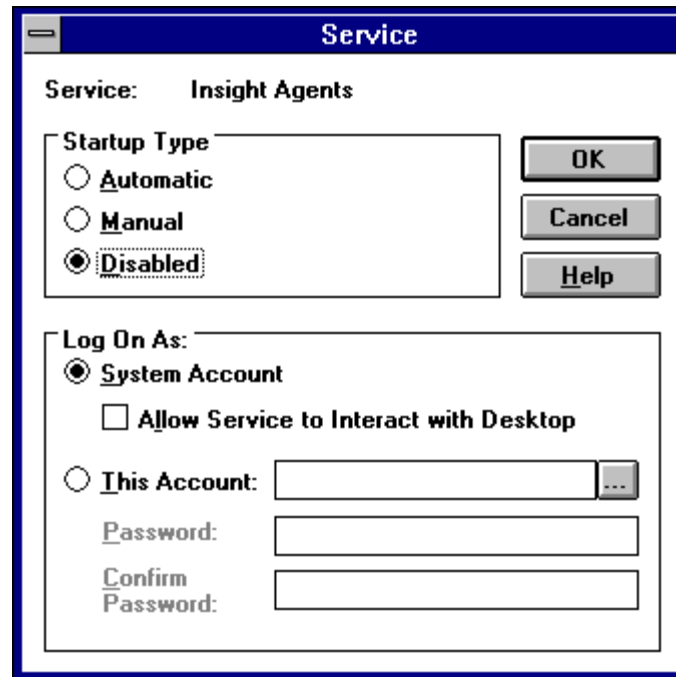 Service
Service: Insight Agents
Startup Type
Automatic
Manual
Disabled
OK
Cancel
Help
Log On As:
System Account
Allow Service to Interact with Desktop
This Account:
...
Password:
Confirm
Password: